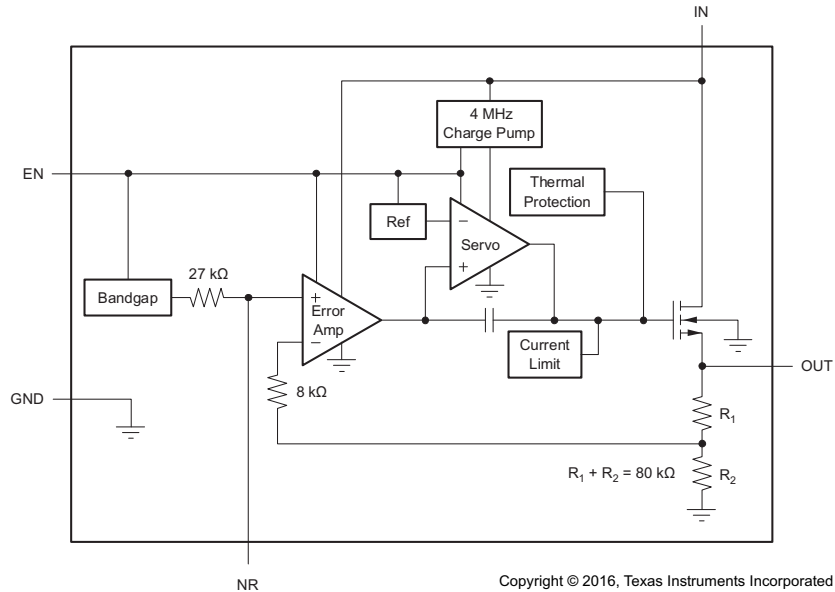 IN
4 MHz
Charge Pump
EN
Thermal
Protection
Ref
−
Servo
+
27 kΩ
Bandgap
+
Error
Amp
−
Current
Limit
OUT
GND
8 kΩ
R1
R1 + R2 = 80 kΩ
R2
NR
Copyright © 2016, Texas Instruments Incorporated